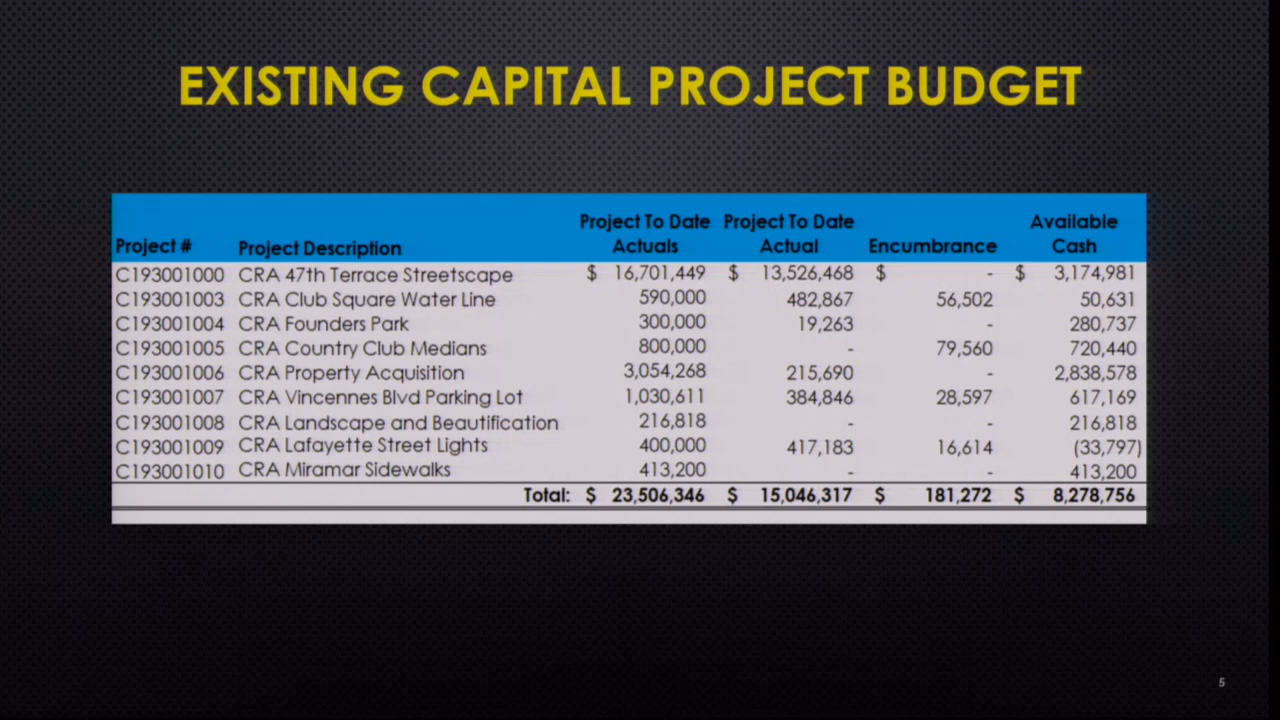 EXISTING CAPITAL PROJECT BUDGET
Project # Project Description Project To Date Actuals Project To Date Actual Encumbrance Available Cash
C193001000 CRA 47th Terrace Streetscape $ 16,701,449 $ 13,526,468 $ - $ 3,174,981
C193001003 CRA Club Square Water Line 590,000 482,867 56,502 50,631
C193001004 CRA Founders Park 300,000 19,263 - 280,737
C193001005 CRA Country Club Medians 800,000 - 79,560 720,440
C193001006 CRA Property Acquisition 3,054,268 215,690 - 2,838,578
C193001007 CRA Vincennes Blvd Parking Lot 1,030,611 384,846 28,597 617,169
C193001008 CRA Landscape and Beautification 216,818 - - 216,818
C193001009 CRA Lafayette Street Lights 400,000 417,183 16,614 (33,797)
C193001010 CRA Miramar Sidewalks 413,200 - - 413,200
Total: $ 23,506,346 $ 15,046,317 $ 181,272 $ 8,278,756
5